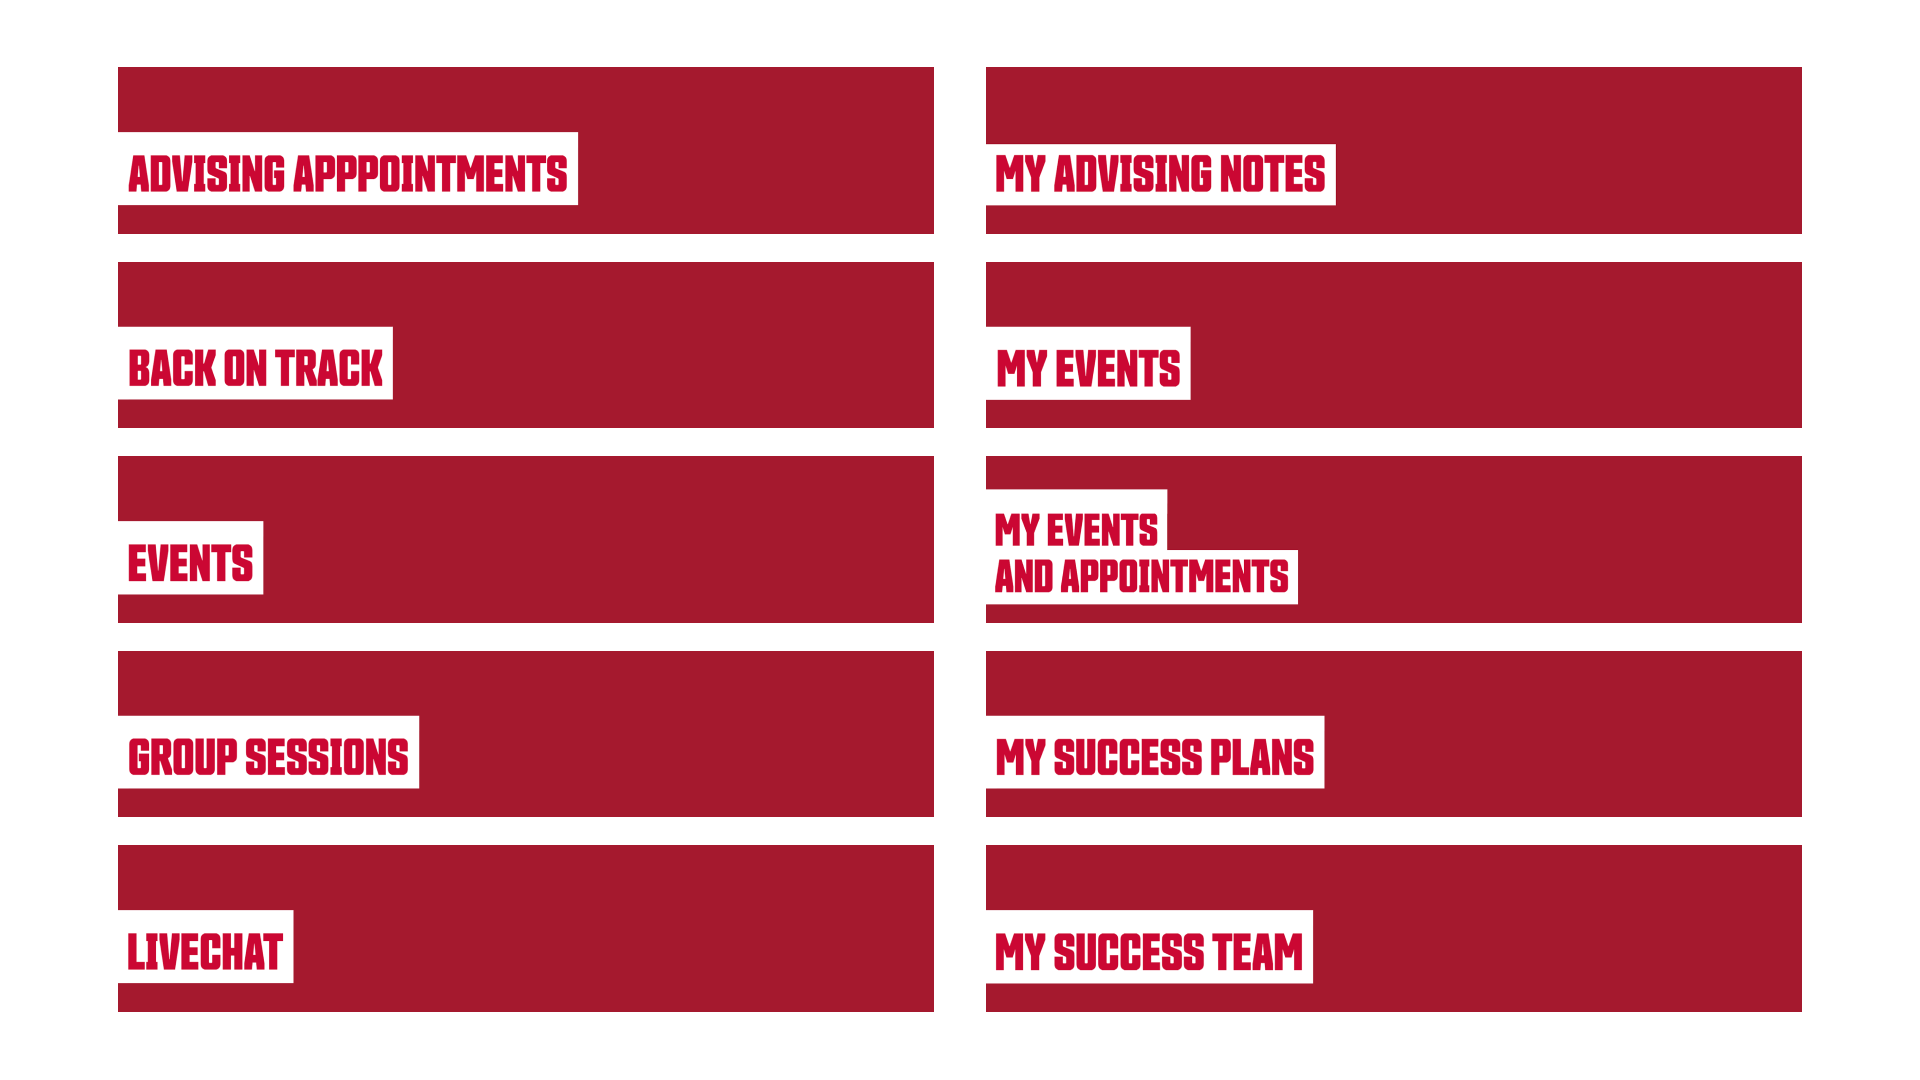 ADVISING APPPOINTMENTS
BACK ON TRACK
EVENTS
GROUP SESSIONS
LIVECHAT
MY ADVISING NOTES
MY EVENTS
MY EVENTS
AND APPOINTMENTS
MY SUCCESS PLANS
MY SUCCESS TEAM